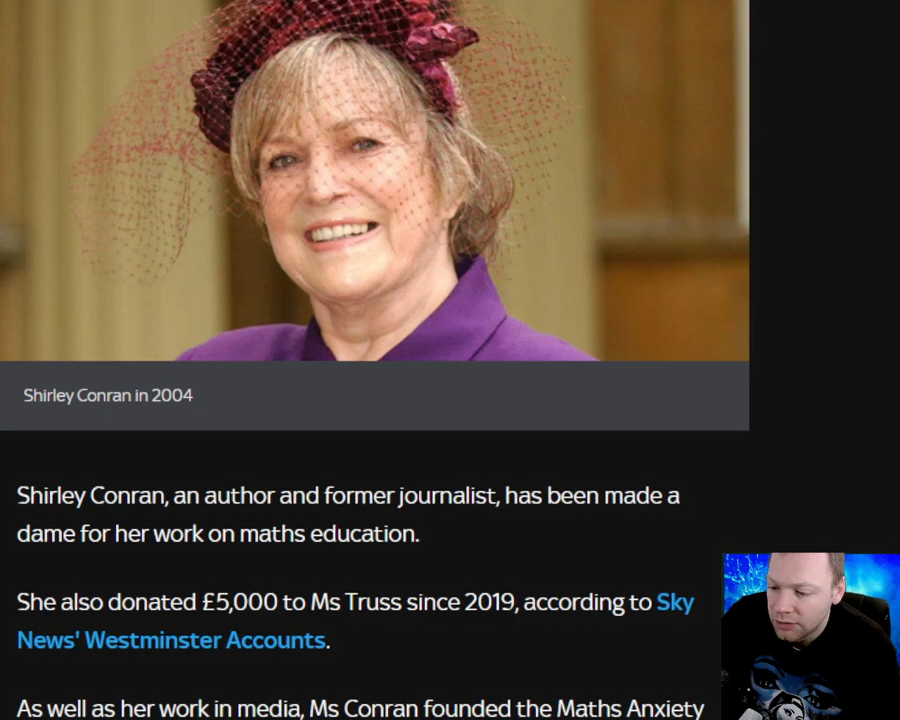 Shirley Conran in 2004
Shirley Conran, an author and former journalist, has been made a
dame for her work on maths education.
She also donated £5,000 to Ms Truss since 2019, according to Sky
News' Westminster Accounts.
As well as her work in media, Ms Conran founded the Maths Anxiety